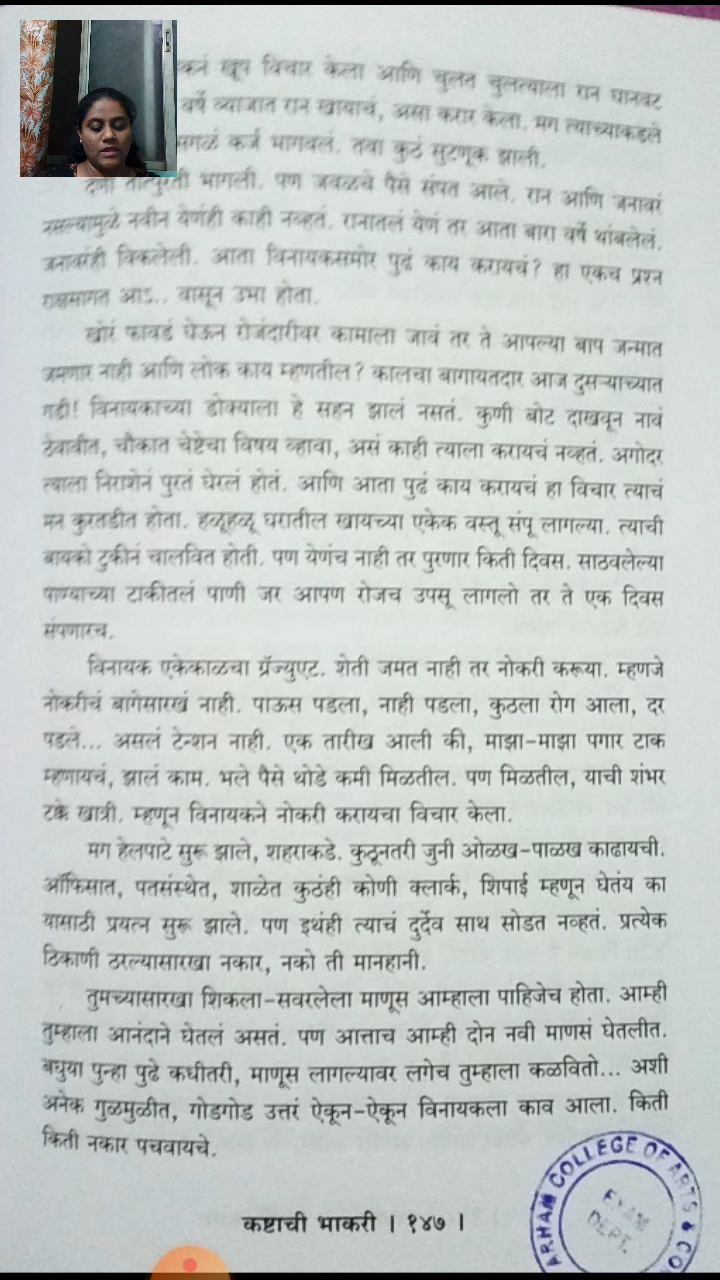 खूप विचार केला आणि चुलत चुलत्याला रान घानवट
वर्षे व्याजात रान खायाचं, असा करार केला. मग त्याच्याकडले
सगळं कर्ज भागवलं. तवा कुठं सुटणूक झाली.
भागली. पण जवळचे पैसे संपत आले. रान आणि जनावरं
नसल्यामुळे नवीन येणंही काही नव्हतं. रानातलं येणं तर आता बारा वर्षे थांबलेलं.
जनावरंही विकलेली. आता विनायकसमोर पुढं काय करायचं? हा एकच प्रश्न
आऽ.. वासून उभा होता.
खोरं फावडं घेऊन रोजंदारीवर कामाला जावं तर ते आपल्या बाप जन्मात
जमणार नाही आणि लोक काय म्हणतील? कालचा बागायतदार आज दुसऱ्याच्यात
गडी! विनायकाच्या डोक्याला हे सहन झालं नसतं. कुणी बोट दाखवून नावं
ठेवावीत, चौकात चेष्टेचा विषय व्हावा, असं काही त्याला करायचं नव्हतं. अगोदर
त्याला निराशेनं पुरतं घेरलं होतं. आणि आता पुढं काय करायचं हा विचार त्याचं
मन कुरतडीत होता. हळूहळू घरातील खायच्या एकेक वस्तू संपू लागल्या. त्याची
बायको टुकीनं चालवित होती. पण येणंच नाही तर पुरणार किती दिवस. साठवलेल्या
पाण्याच्या टाकीतलं पाणी जर आपण रोजच उपसू लागलो तर ते एक दिवस
संपणारच.
विनायक एकेकाळचा ग्रॅज्युएट. शेती जमत नाही तर नोकरी करूया. म्हणजे
नोकरीचं बागेसारखं नाही. पाऊस पडला, नाही पडला, कुठला रोग आला, दर
पडले... असलं टेन्शन नाही. एक तारीख आली की, माझा-माझा पगार टाक
म्हणायचं, झालं काम. भले पैसे थोडे कमी मिळतील. पण मिळतील, याची शंभर
टक्के खात्री. म्हणून विनायकने नोकरी करायचा विचार केला.
मग हेलपाटे सुरू झाले, शहराकडे. कुठूनतरी जुनी ओळख-पाळख काढायची.
ऑफिसात, पतसंस्थेत, शाळेत कुठंही कोणी क्लार्क, शिपाई म्हणून घेतंय का
यासाठी प्रयत्न सुरू झाले. पण इथंही त्याचं दुर्देव साथ सोडत नव्हतं. प्रत्येक
ठिकाणी ठरल्यासारखा नकार, नको ती मानहानी.
तुमच्यासारखा शिकला-सवरलेला माणूस आम्हाला पाहिजेच होता. आम्ही
तुम्हाला आनंदाने घेतलं असतं. पण आत्ताच आम्ही दोन नवी माणसं घेतलीत.
बघुया पुन्हा पुढे कधीतरी, माणूस लागल्यावर लगेच तुम्हाला कळवितो... अशी
अनेक गुळमुळीत, गोडगोड उत्तरं ऐकून-ऐकून विनायकला काव आला. किती
किती नकार पचवायचे.
कष्टाची भाकरी । १४७ ।
ARHAM COLLEGE OF ARTS &
EXAM
DEPT.